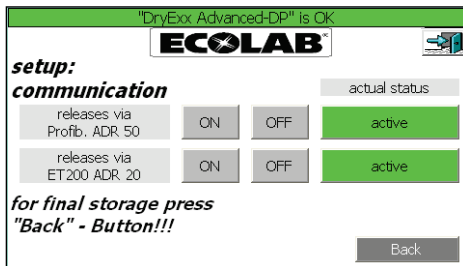 "DryExx Advanced-DP" is OK
ECOLAB®
setup:
communication
actual status
releases via
Profib. ADR 50
ON
OFF
active
releases via
ET200 ADR 20
ON
OFF
active
for final storage press
"Back" - Button!!!
Back